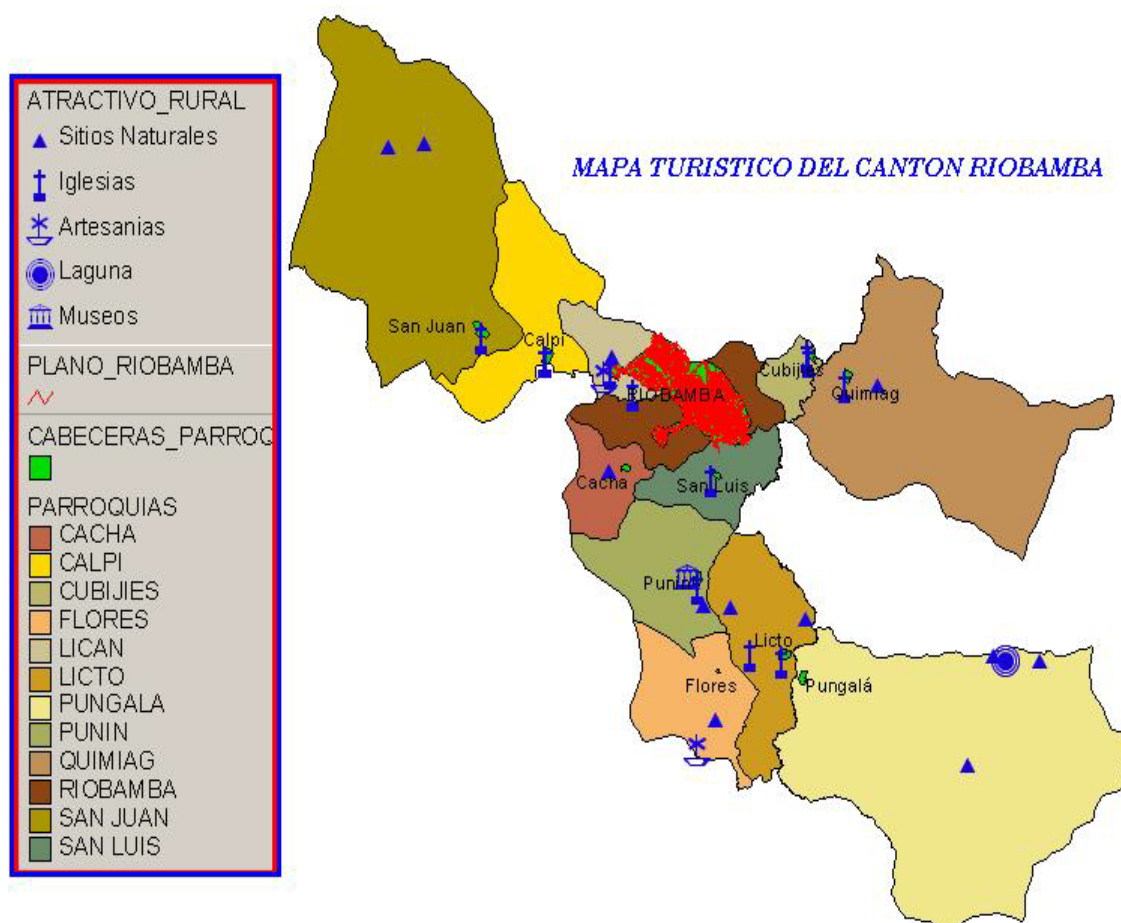 ATRACTIVO_RURAL
Sitios Naturales
Iglesias
Artesanias
Laguna
Museos
PLANO_RIOBAMBA
CABECERAS_PARROQ
PARROQUIAS
CACHA
CALPI
CUBIJIES
FLORES
LICAN
LICTO
PUNGALA
PUNIN
QUIMIAG
RIOBAMBA
SAN JUAN
SAN LUIS
MAPA TURISTICO DEL CANTON RIOBAMBA
San Juan
Calpi
Cubijies
RIOBAMBA
Quimiag
Cacha
San Luis
Punin
Licto
Flores
Pungalá